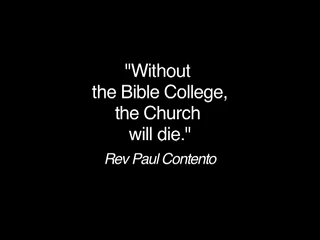 "Without
the Bible College,
the Church
will die."
Rev Paul Contento